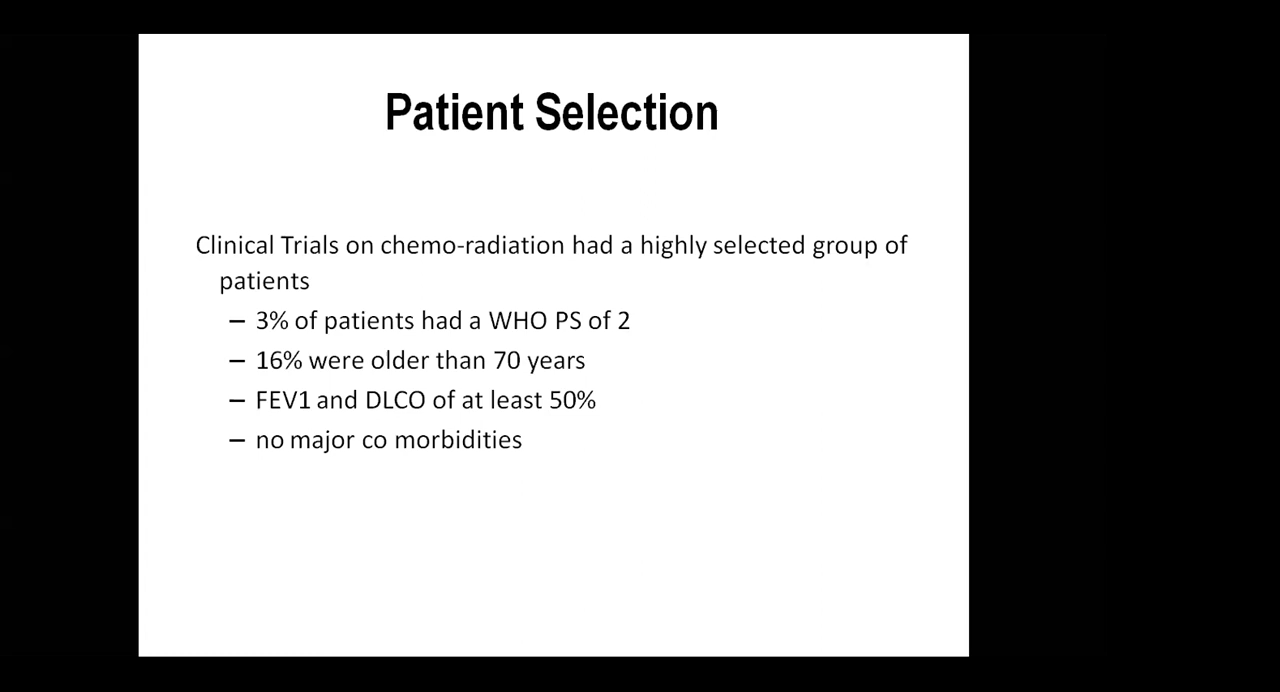 Patient Selection
Clinical Trials on chemo-radiation had a highly selected group of
patients
– 3% of patients had a WHO PS of 2
– 16% were older than 70 years
– FEV1 and DLCO of at least 50%
– no major co morbidities